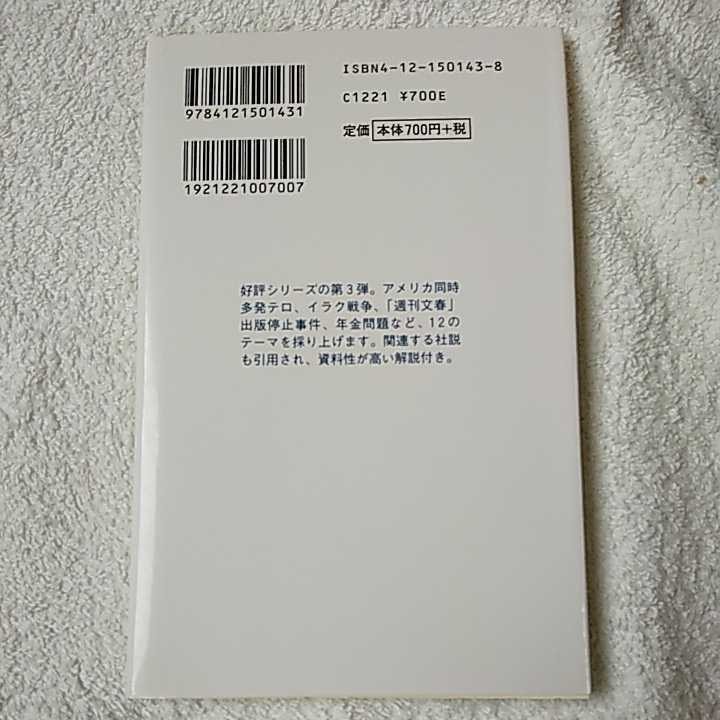 ISBN4-12-150143-8
C1221 ¥700E
定価 本体700円+税
9784121501431
1921221007007
好評シリーズの第3弾。アメリカ同時
多発テロ、イラク戦争、「週刊文春」
出版停止事件、年金問題など、12の
テーマを採り上げます。関連する社説
も引用され、資料性が高い解説付き。